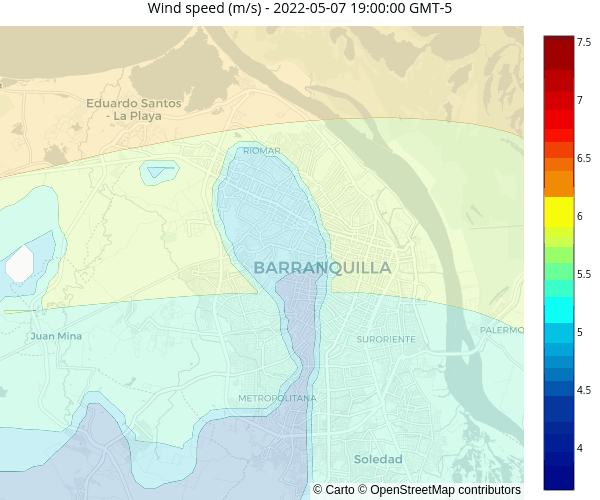 Wind speed (m/s) - 2022-05-07 19:00:00 GMT-5
7.5
7
6.5
6
5.5
5
4.5
4
Eduardo Santos
- La Playa
RIOMAR
BARRANQUILLA
Juan Mina
SURORIENTE
PALERMO
METROPOLITANA
Soledad
© Carto © OpenStreetMap contributors